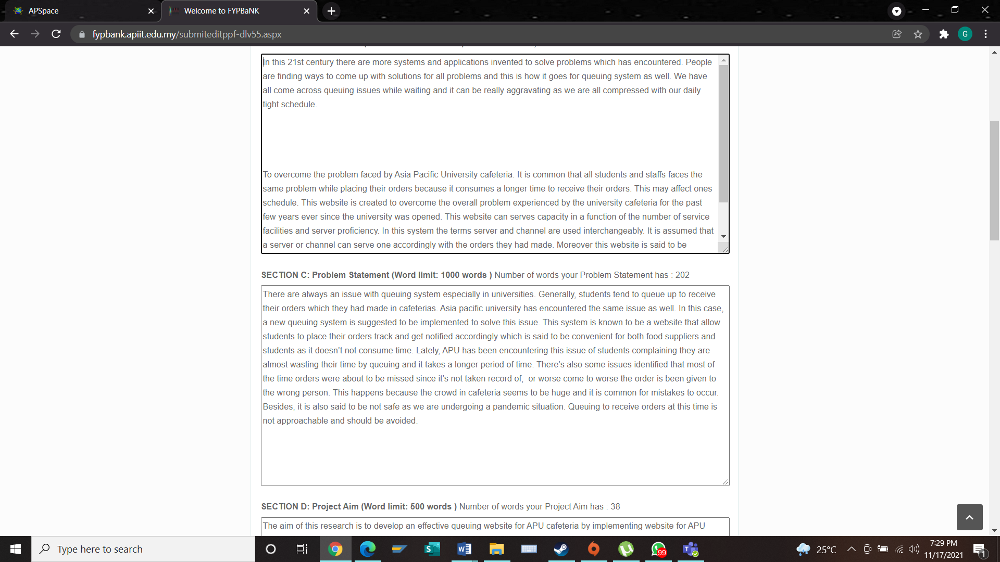 APSpace
Welcome to FYPBaNK
fypbank.apiit.edu.my/submiteditppf-dlv55.aspx
G
In this 21st century there are more systems and applications invented to solve problems which has encountered. People
are finding ways to come up with solutions for all problems and this is how it goes for queuing system as well. We have
all come across queuing issues while waiting and it can be really aggravating as we are all compressed with our daily
tight schedule.
To overcome the problem faced by Asia Pacific University cafeteria. It is common that all students and staffs faces the
same problem while placing their orders because it consumes a longer time to receive their orders. This may affect ones
schedule. This website is created to overcome the overall problem experienced by the university cafeteria for the past
few years ever since the university was opened. This website can serves capacity in a function of the number of service
facilities and server proficiency. In this system the terms server and channel are used interchangeably. It is assumed that
a server or channel can serve one accordingly with the orders they had made. Moreover this website is said to be
SECTION C: Problem Statement (Word limit: 1000 words ) Number of words your Problem Statement has : 202
There are always an issue with queuing system especially in universities. Generally, students tend to queue up to receive
their orders which they had made in cafeterias. Asia pacific university has encountered the same issue as well. In this case,
a new queuing system is suggested to be implemented to solve this issue. This system is known to be a website that allow
students to place their orders track and get notified accordingly which is said to be convenient for both food suppliers and
students as it doesn’t not consume time. Lately, APU has been encountering this issue of students complaining they are
almost wasting their time by queuing and it takes a longer period of time. There’s also some issues identified that most of
the time orders were about to be missed since it’s not taken record of,  or worse come to worse the order is been given to
the wrong person. This happens because the crowd in cafeteria seems to be huge and it is common for mistakes to occur.
Besides, it is also said to be not safe as we are undergoing a pandemic situation. Queuing to receive orders at this time is
not approachable and should be avoided.
SECTION D: Project Aim (Word limit: 500 words ) Number of words your Project Aim has : 38
The aim of this research is to develop an effective queuing website for APU cafeteria by implementing website for APU
Type here to search
99
25°C
7:29 PM
11/17/2021
1